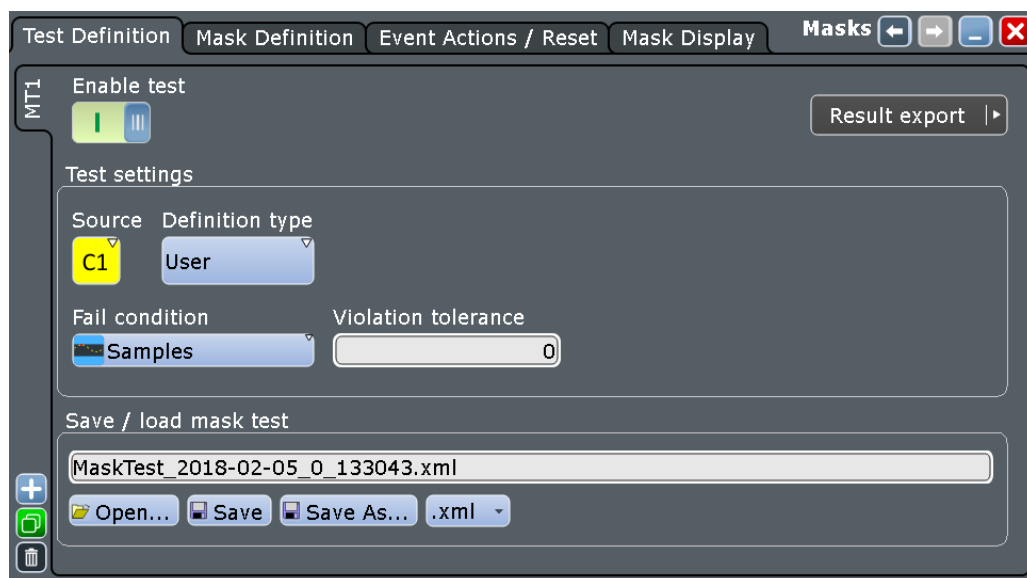 Test Definition Mask Definition Event Actions / Reset Mask Display Masks
MT1
Enable test
Result export
Test settings
Source Definition type
C1 User
Fail condition Violation tolerance
Samples 0
Save / load mask test
MaskTest_2018-02-05_0_133043.xml
Open... Save Save As... .xml